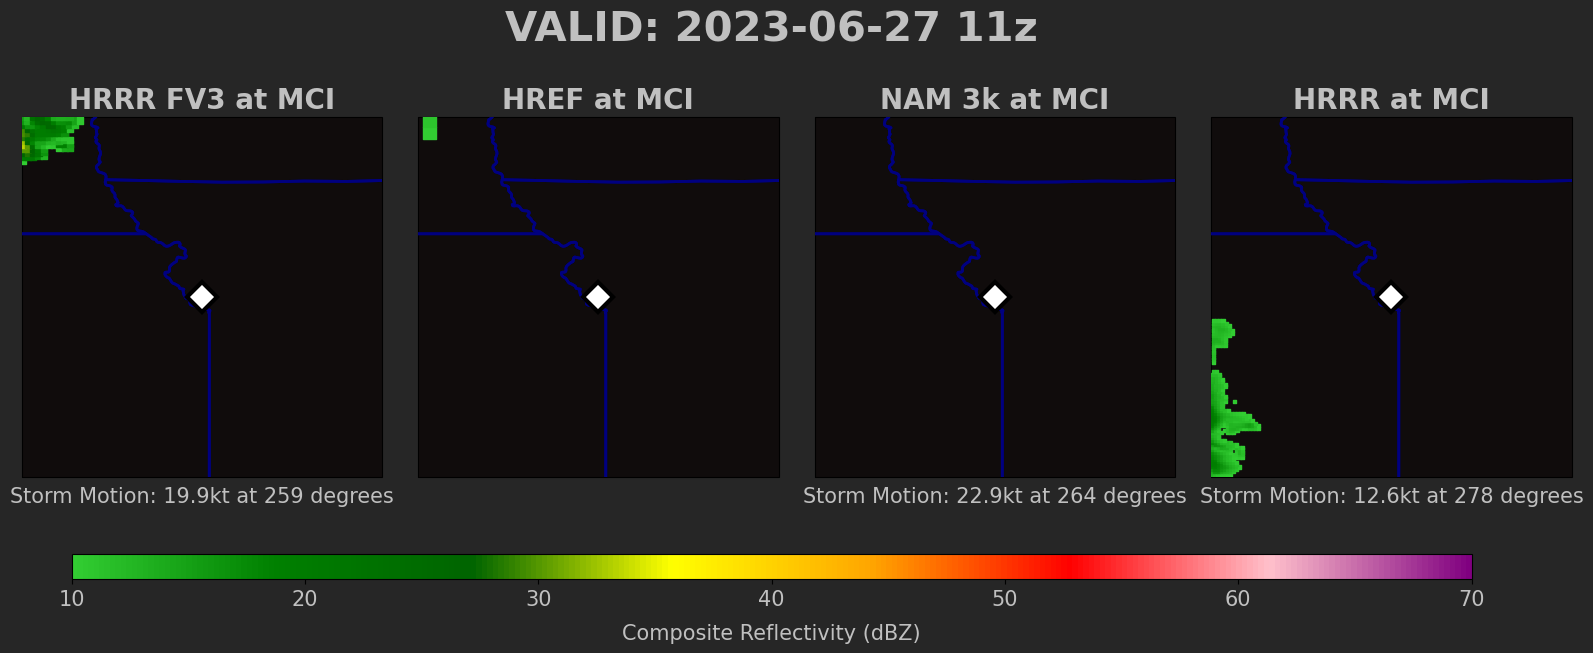 VALID: 2023-06-27 11z
HRRR FV3 at MCI
HREF at MCI
NAM 3k at MCI
HRRR at MCI
Storm Motion: 19.9kt at 259 degrees
Storm Motion: 22.9kt at 264 degrees
Storm Motion: 12.6kt at 278 degrees
10 20 30 40 50 60 70
Composite Reflectivity (dBZ)